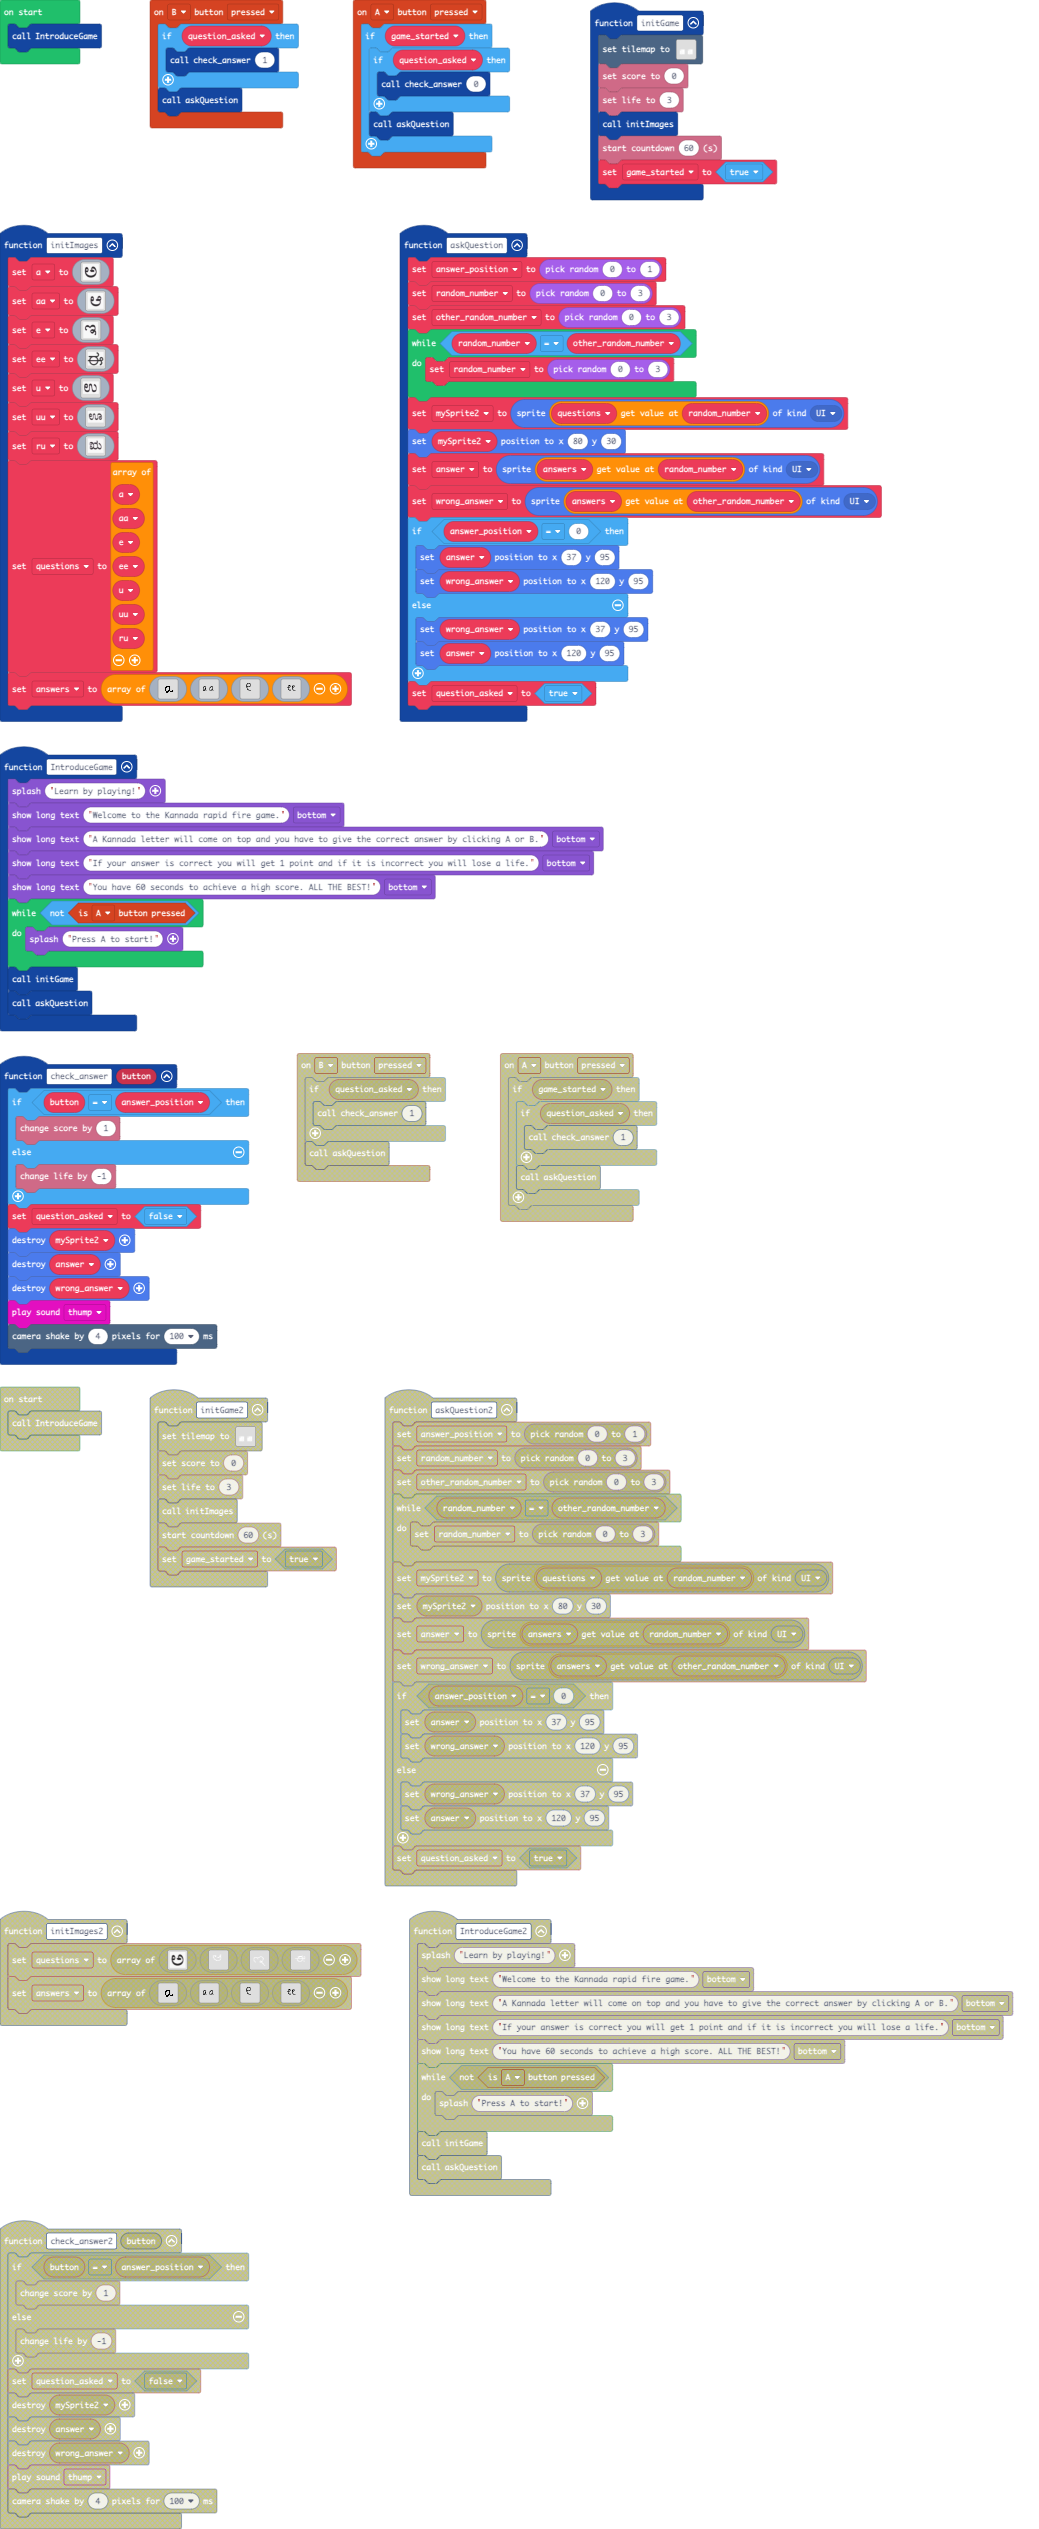 on start
call IntroduceGame
on B button pressed
if question_asked then
call check_answer 1
call askQuestion
on A button pressed
if game_started then
if question_asked then
call check_answer 0
call askQuestion
function initGame
set tilemap to
set score to 0
set life to 3
call initImages
start countdown 60 (s)
set game_started to true
function initImages
set a to ಅ
set aa to ಆ
set e to ಇ
set ee to ಈ
set u to ಉ
set uu to ಊ
set ru to ಋ
set questions to array of
a
aa
e
ee
u
uu
ru
set answers to array of a aa e ee
function askQuestion
set answer_position to pick random 0 to 1
set random_number to pick random 0 to 3
set other_random_number to pick random 0 to 3
while random_number = other_random_number
do set random_number to pick random 0 to 3
set mySprite2 to sprite questions get value at random_number of kind UI
set mySprite2 position to x 80 y 30
set answer to sprite answers get value at random_number of kind UI
set wrong_answer to sprite answers get value at other_random_number of kind UI
if answer_position = 0 then
set answer position to x 37 y 95
set wrong_answer position to x 120 y 95
else
set wrong_answer position to x 37 y 95
set answer position to x 120 y 95
set question_asked to true
function IntroduceGame
splash "Learn by playing!"
show long text "Welcome to the Kannada rapid fire game." bottom
show long text "A Kannada letter will come on top and you have to give the correct answer by clicking A or B." bottom
show long text "If your answer is correct you will get 1 point and if it is incorrect you will lose a life." bottom
show long text "You have 60 seconds to achieve a high score. ALL THE BEST!" bottom
while not is A button pressed
do splash "Press A to start!"
call initGame
call askQuestion
function check_answer button
if button = answer_position then
change score by 1
else
change life by -1
set question_asked to false
destroy mySprite2
destroy answer
destroy wrong_answer
play sound thump
camera shake by 4 pixels for 100 ms
on B button pressed
if question_asked then
call check_answer 1
call askQuestion
on A button pressed
if game_started then
if question_asked then
call check_answer 1
call askQuestion
on start
call IntroduceGame
function initGame2
set tilemap to
set score to 0
set life to 3
call initImages
start countdown 60 (s)
set game_started to true
function askQuestion2
set answer_position to pick random 0 to 1
set random_number to pick random 0 to 3
set other_random_number to pick random 0 to 3
while random_number = other_random_number
do set random_number to pick random 0 to 3
set mySprite2 to sprite questions get value at random_number of kind UI
set mySprite2 position to x 80 y 30
set answer to sprite answers get value at random_number of kind UI
set wrong_answer to sprite answers get value at other_random_number of kind UI
if answer_position = 0 then
set answer position to x 37 y 95
set wrong_answer position to x 120 y 95
else
set wrong_answer position to x 37 y 95
set answer position to x 120 y 95
set question_asked to true
function initImages2
set questions to array of ಅ
set answers to array of a aa e ee
function IntroduceGame2
splash "Learn by playing!"
show long text "Welcome to the Kannada rapid fire game." bottom
show long text "A Kannada letter will come on top and you have to give the correct answer by clicking A or B." bottom
show long text "If your answer is correct you will get 1 point and if it is incorrect you will lose a life." bottom
show long text "You have 60 seconds to achieve a high score. ALL THE BEST!" bottom
while not is A button pressed
do splash "Press A to start!"
call initGame
call askQuestion
function check_answer2 button
if button = answer_position then
change score by 1
else
change life by -1
set question_asked to false
destroy mySprite2
destroy answer
destroy wrong_answer
play sound thump
camera shake by 4 pixels for 100 ms